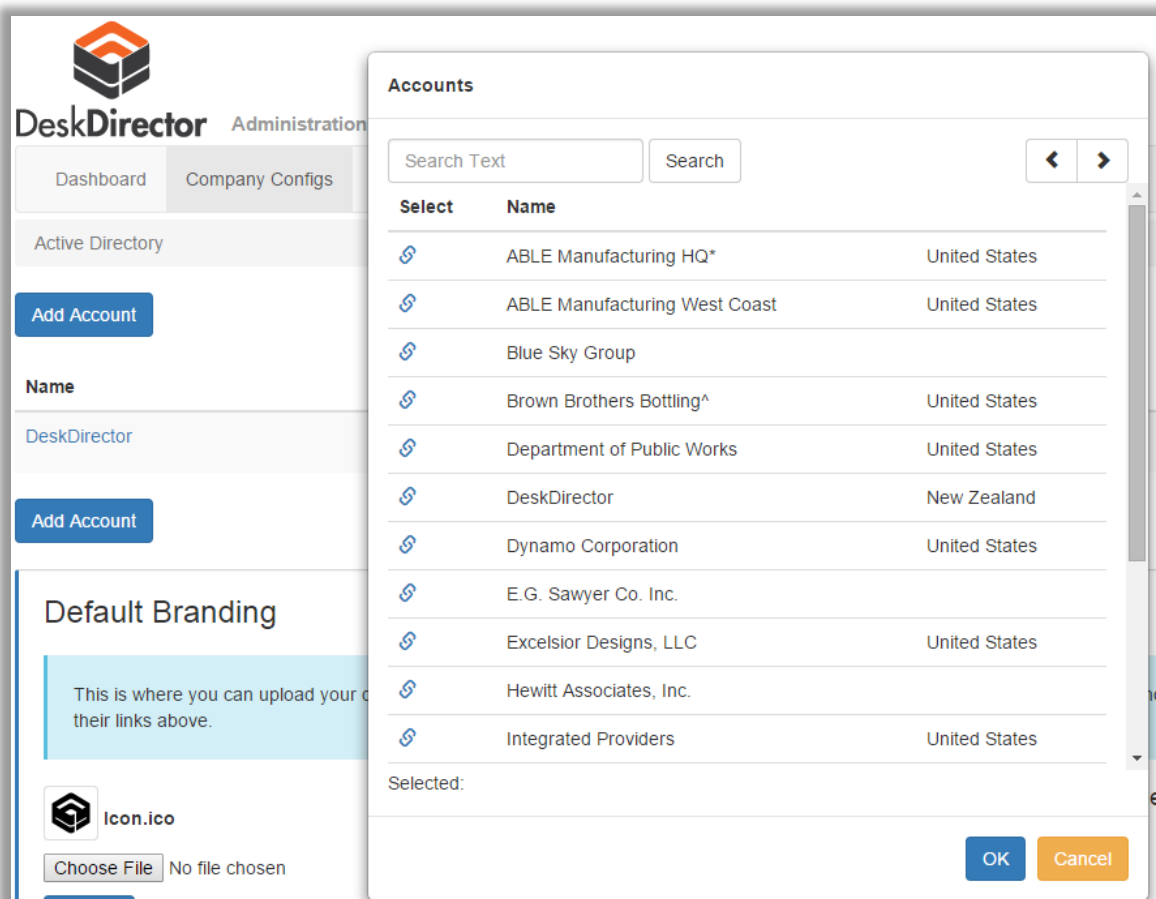 DeskDirector Administration
Dashboard Company Configs
Active Directory
Add Account
Name
DeskDirector
Add Account
Default Branding
This is where you can upload your
their links above.
Icon.ico
Choose File No file chosen
Accounts
Search Text Search
Select Name
ABLE Manufacturing HQ* United States
ABLE Manufacturing West Coast United States
Blue Sky Group
Brown Brothers Bottling^ United States
Department of Public Works United States
DeskDirector New Zealand
Dynamo Corporation United States
E.G. Sawyer Co. Inc.
Excelsior Designs, LLC United States
Hewitt Associates, Inc.
Integrated Providers United States
Selected:
OK Cancel